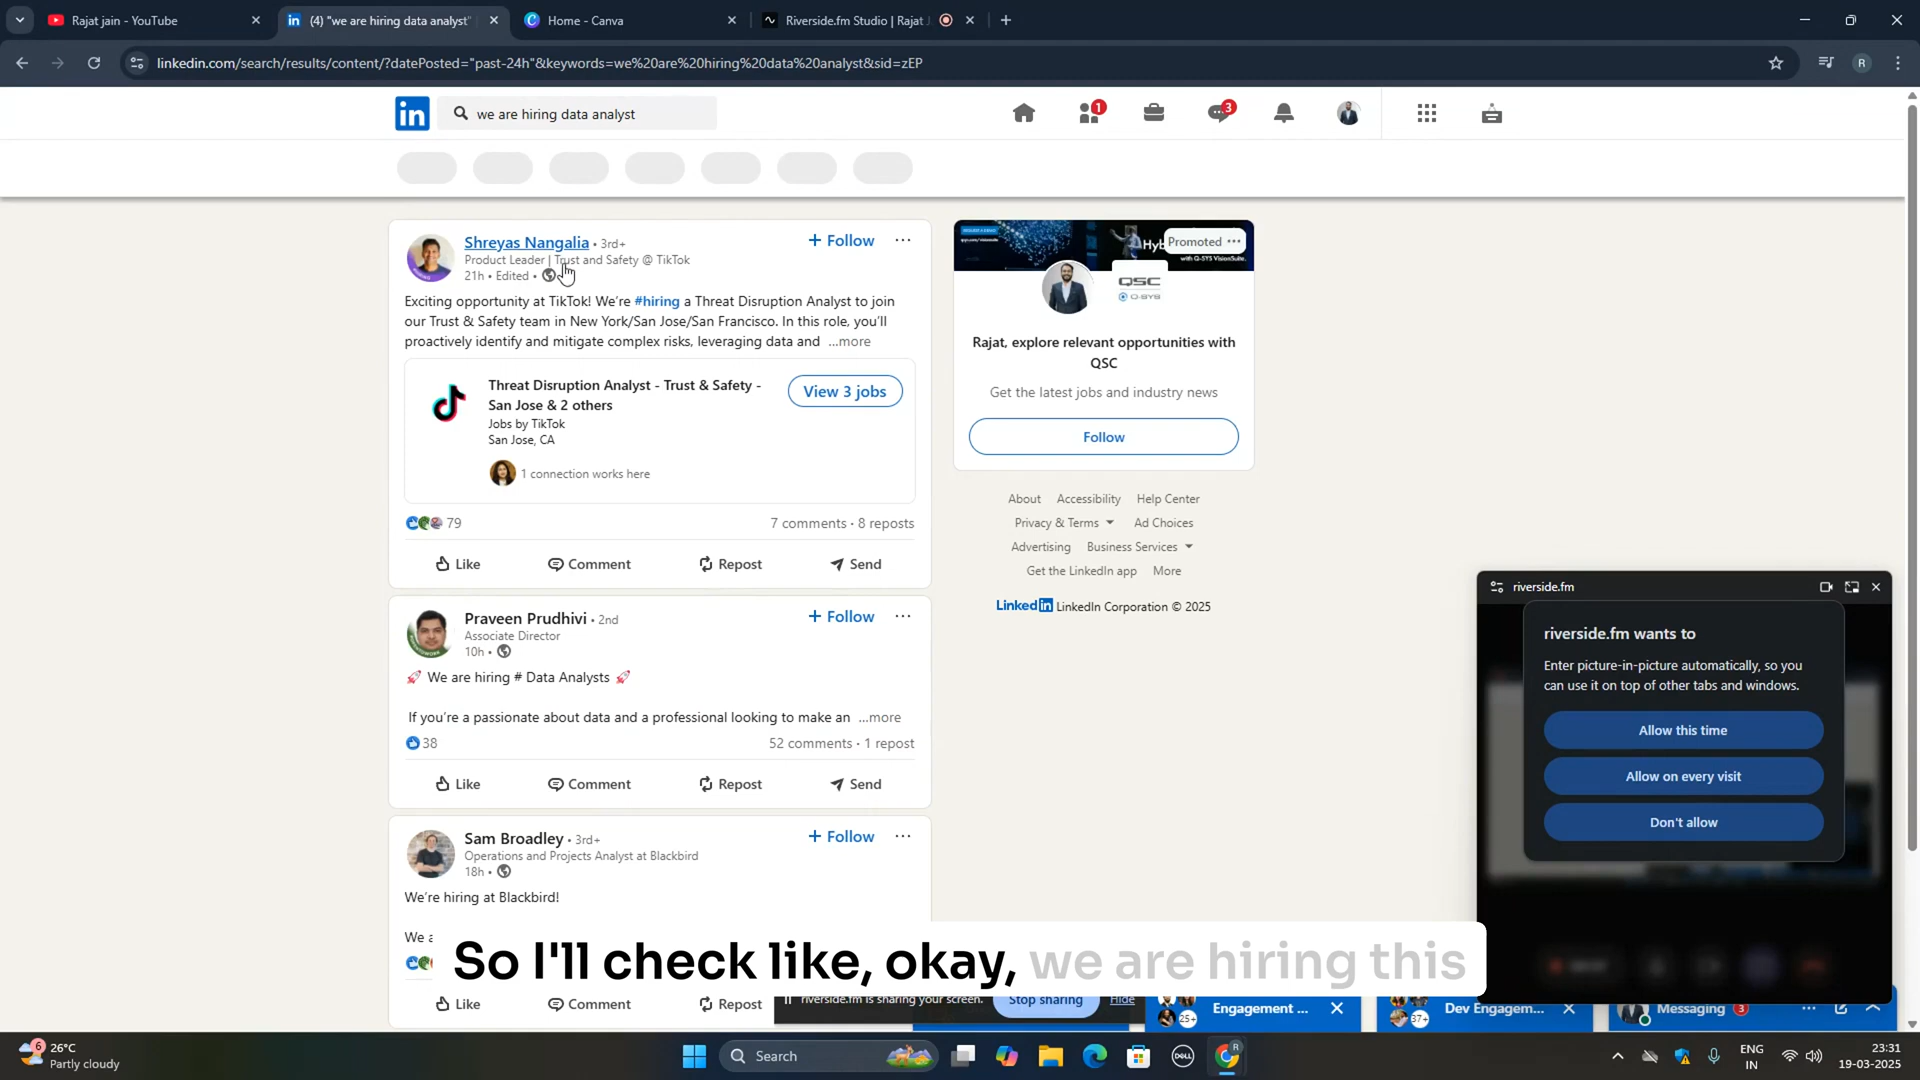 Rajat jain - YouTube
(4) "we are hiring data analyst"
Home - Canva
Riverside.fm Studio | Rajat J
linkedin.com/search/results/content/?datePosted="past-24h"&keywords=we%20are%20hiring%20data%20analyst&sid=zEP
R
in
we are hiring data analyst
1
3
Shreyas Nangalia • 3rd+
+ Follow
Product Leader | Trust and Safety @ TikTok
21h • Edited •
Exciting opportunity at TikTok! We're #hiring a Threat Disruption Analyst to join
our Trust & Safety team in New York/San Jose/San Francisco. In this role, you'll
proactively identify and mitigate complex risks, leveraging data and ...more
Threat Disruption Analyst - Trust & Safety -
San Jose & 2 others
View 3 jobs
Jobs by TikTok
San Jose, CA
1 connection works here
79
7 comments • 8 reposts
Like
Comment
Repost
Send
Praveen Prudhivi • 2nd
+ Follow
Associate Director
10h •
🚀 We are hiring # Data Analysts 🚀
If you're a passionate about data and a professional looking to make an ...more
38
52 comments • 1 repost
Like
Comment
Repost
Send
Sam Broadley • 3rd+
+ Follow
Operations and Projects Analyst at Blackbird
18h •
We're hiring at Blackbird!
We a
Like
Comment
Repost
Promoted
with Q-SYS VisionSuite.
QSC
Q-SYS
Rajat, explore relevant opportunities with
QSC
Get the latest jobs and industry news
Follow
About
Accessibility
Help Center
Privacy & Terms
Ad Choices
Advertising
Business Services
Get the LinkedIn app
More
LinkedIn LinkedIn Corporation © 2025
riverside.fm
riverside.fm wants to
Enter picture-in-picture automatically, so you
can use it on top of other tabs and windows.
Allow this time
Allow on every visit
Don't allow
So I'll check like, okay, we are hiring this
riverside.fm is sharing your screen.
Stop sharing
Hide
25+
Engagement ...
87+
Dev Engagem...
Messaging
3
6
26°C
Partly cloudy
Search
DELL
R
ENG
IN
23:31
19-03-2025